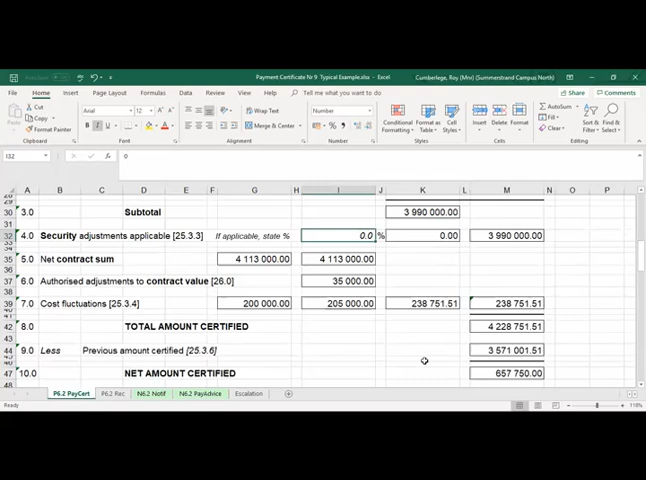 Payment Certificate Nr 9 Typical Example.xlsx - Excel
Cumberlege, Roy (Mnr) (Summerstrand Campus North)
File Home Insert Page Layout Formulas Data Review View Help Tell me what you want to do
Share Comments
Paste
Cut
Copy
Format Painter
Clipboard
Arial 12
B I U
Font
Wrap Text
Merge & Center
Alignment
Number
%
Number
Conditional Formatting
Format as Table
Cell Styles
Styles
Insert Delete Format
Cells
AutoSum
Fill
Clear
Sort & Filter
Find & Select
Editing
I32 0
A B C D E F G H I J K L M N O P
30 3.0 Subtotal 3 990 000.00
32 4.0 Security adjustments applicable [25.3.3] If applicable, state % 0.0 % 0.00 3 990 000.00
35 5.0 Net contract sum 4 113 000.00 4 113 000.00
37 6.0 Authorised adjustments to contract value [26.0] 35 000.00
39 7.0 Cost fluctuations [25.3.4] 200 000.00 205 000.00 238 751.51 238 751.51
42 8.0 TOTAL AMOUNT CERTIFIED 4 228 751.51
44 9.0 Less Previous amount certified [25.3.6] 3 571 001.51
47 10.0 NET AMOUNT CERTIFIED 657 750.00
48
P6.2 PayCert P6.2 Rec N6.2 Notif N6.2 PayAdvice Escalation
Ready
118%